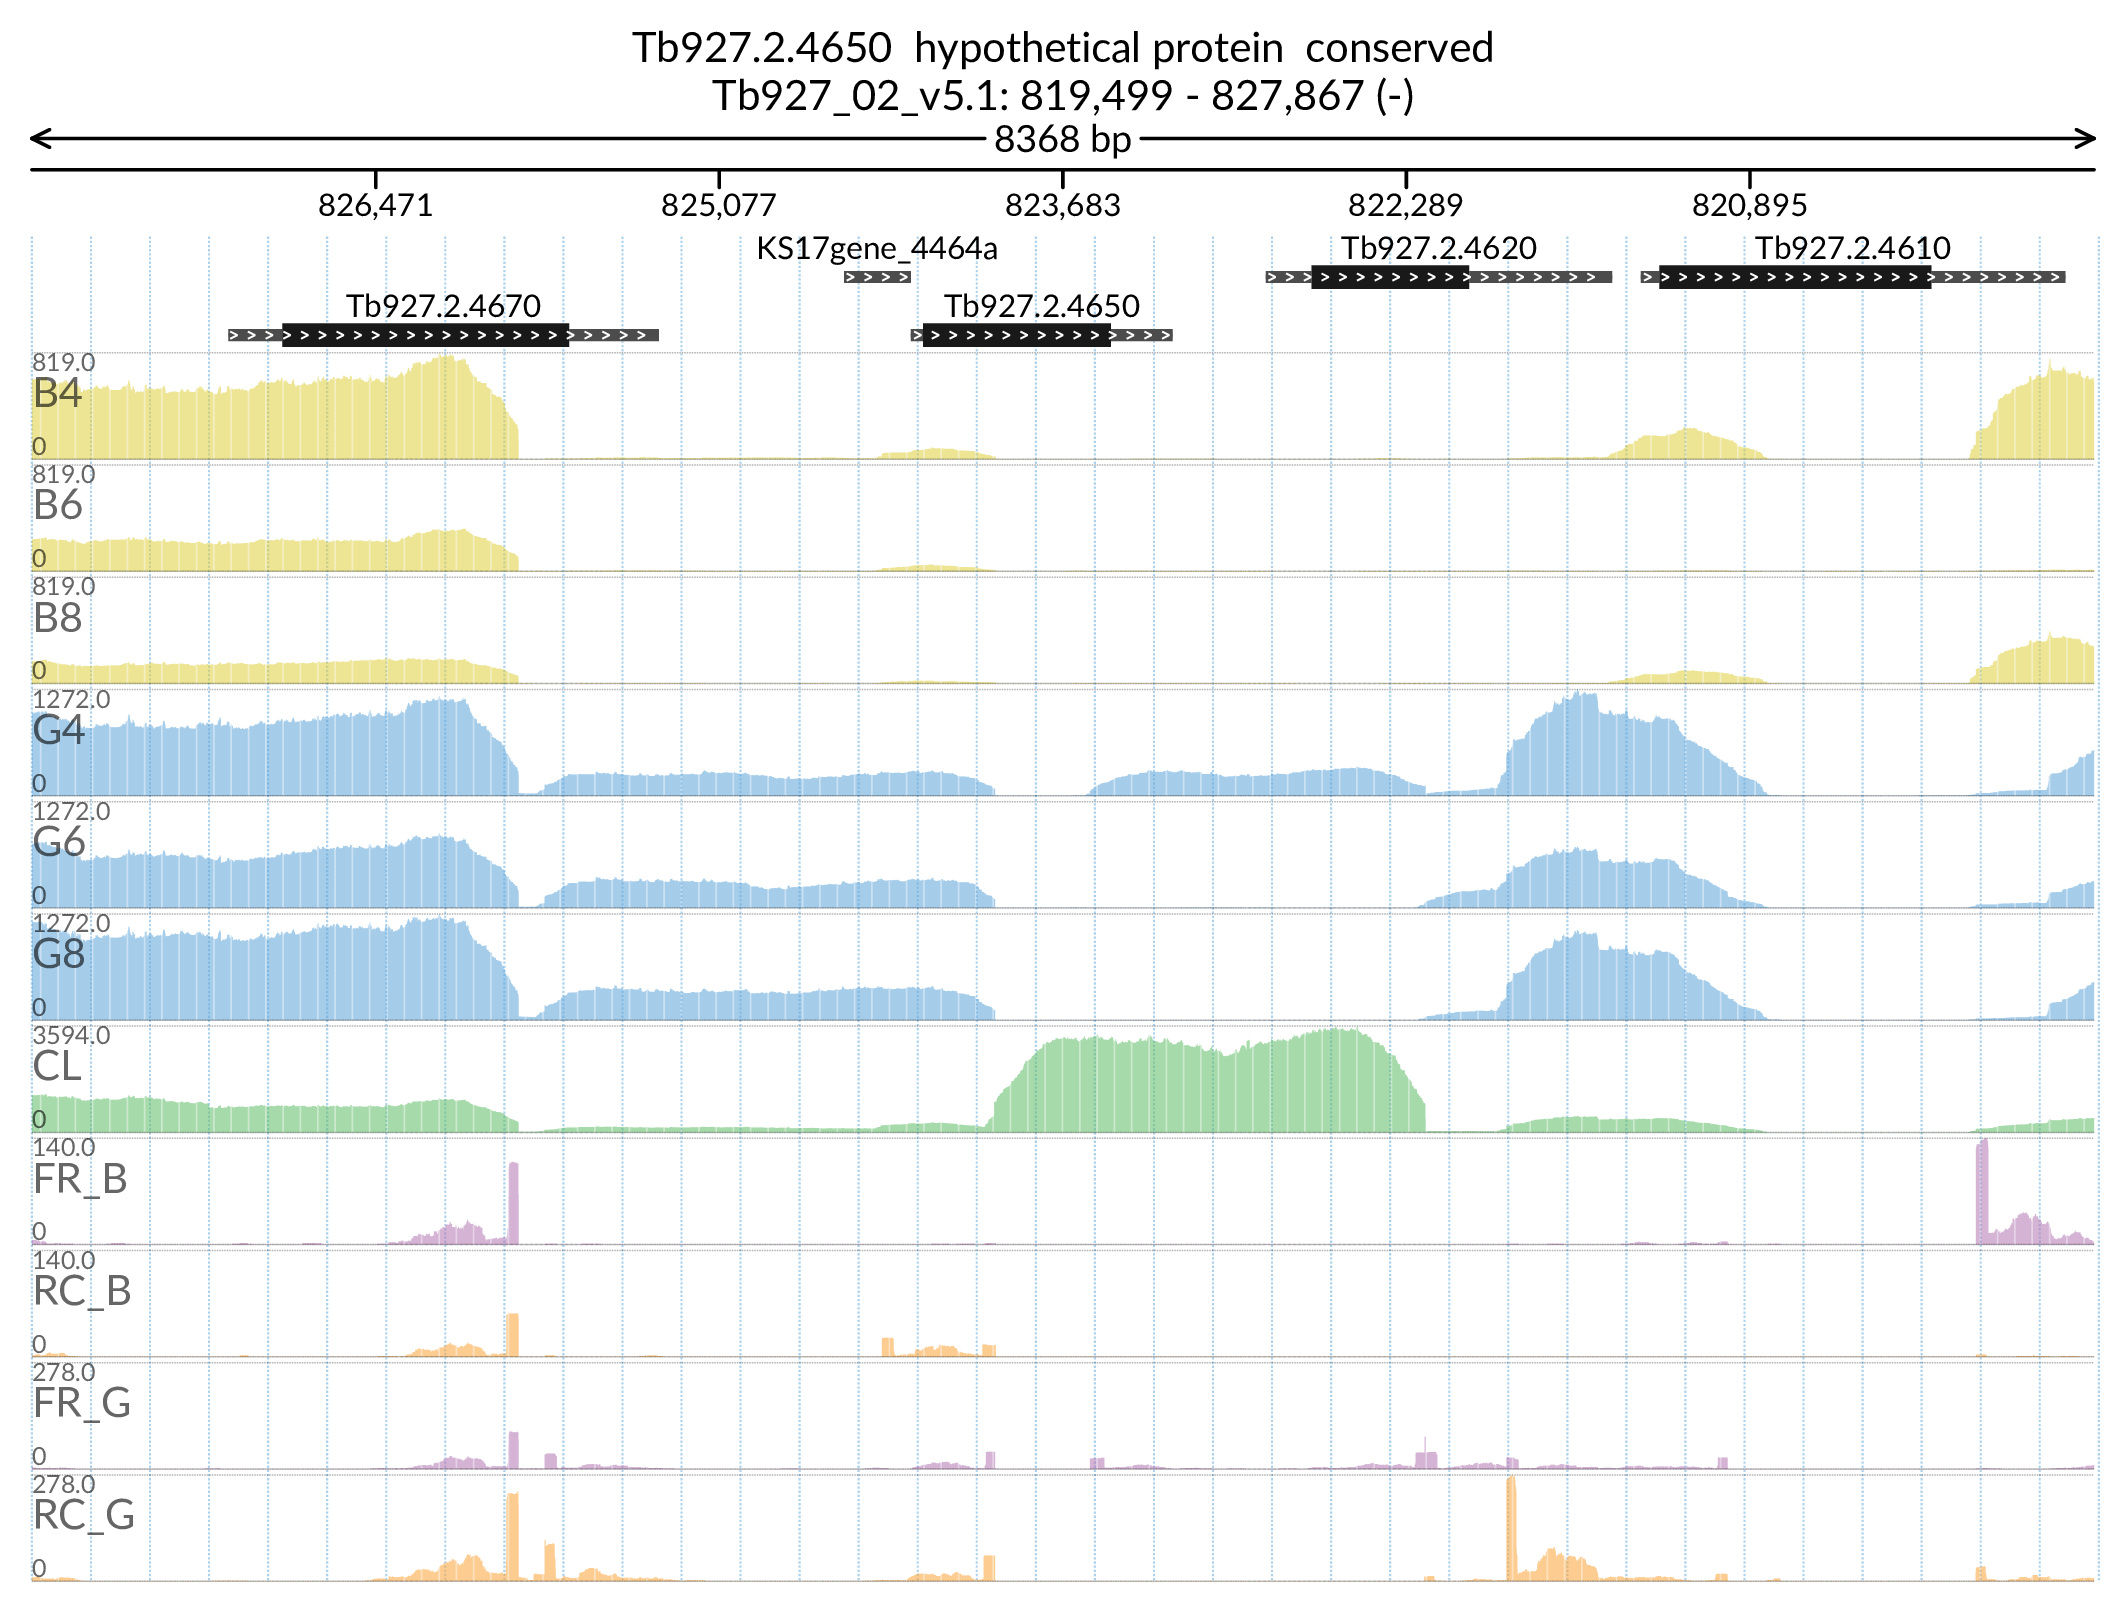 Tb927.2.4650  hypothetical protein  conserved
Tb927_02_v5.1: 819,499 - 827,867 (-)
8368 bp
826,471 825,077 823,683 822,289 820,895
KS17gene_4464a Tb927.2.4620 Tb927.2.4610
Tb927.2.4670 Tb927.2.4650
819.0
B4
0
819.0
B6
0
819.0
B8
0
1272.0
G4
0
1272.0
G6
0
1272.0
G8
0
3594.0
CL
0
140.0
FR_B
0
140.0
RC_B
0
278.0
FR_G
0
278.0
RC_G
0